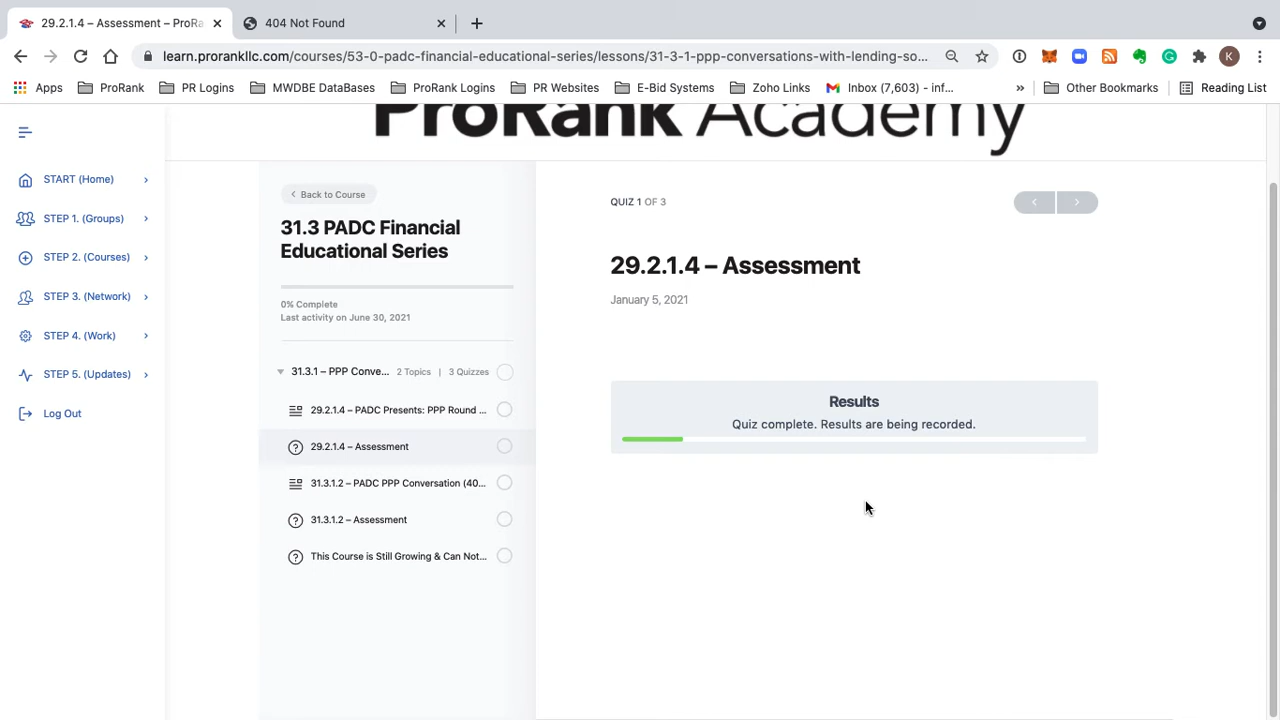 29.2.1.4 – Assessment – ProRa
404 Not Found
learn.prorankllc.com/courses/53-0-padc-financial-educational-series/lessons/31-3-1-ppp-conversations-with-lending-so...
K
Apps
ProRank
PR Logins
MWDBE DataBases
ProRank Logins
PR Websites
E-Bid Systems
Zoho Links
Inbox (7,603) – inf...
»
Other Bookmarks
Reading List
ProRank Academy
START (Home)
STEP 1. (Groups)
STEP 2. (Courses)
STEP 3. (Network)
STEP 4. (Work)
STEP 5. (Updates)
Log Out
Back to Course
31.3 PADC Financial
Educational Series
0% Complete
Last activity on June 30, 2021
31.3.1 – PPP Conve... 2 Topics | 3 Quizzes
29.2.1.4 – PADC Presents: PPP Round ...
29.2.1.4 – Assessment
31.3.1.2 – PADC PPP Conversation (40...
31.3.1.2 – Assessment
This Course is Still Growing & Can Not...
QUIZ 1 OF 3
29.2.1.4 – Assessment
January 5, 2021
Results
Quiz complete. Results are being recorded.